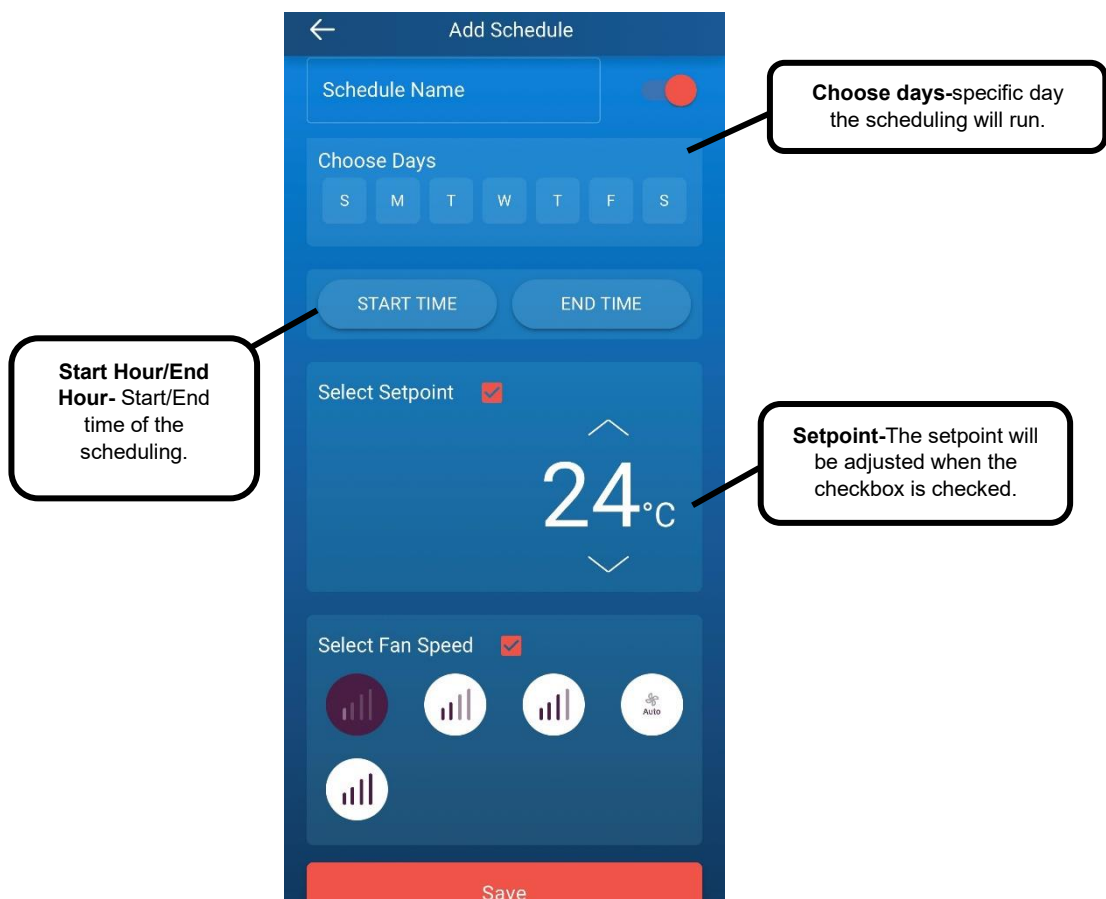 Add Schedule
Schedule Name
Choose days-specific day
the scheduling will run.
Choose Days
S M T W T F S
START TIME END TIME
Start Hour/End
Hour- Start/End
time of the
scheduling.
Select Setpoint
24°C
Setpoint-The setpoint will
be adjusted when the
checkbox is checked.
Select Fan Speed
Auto
Save